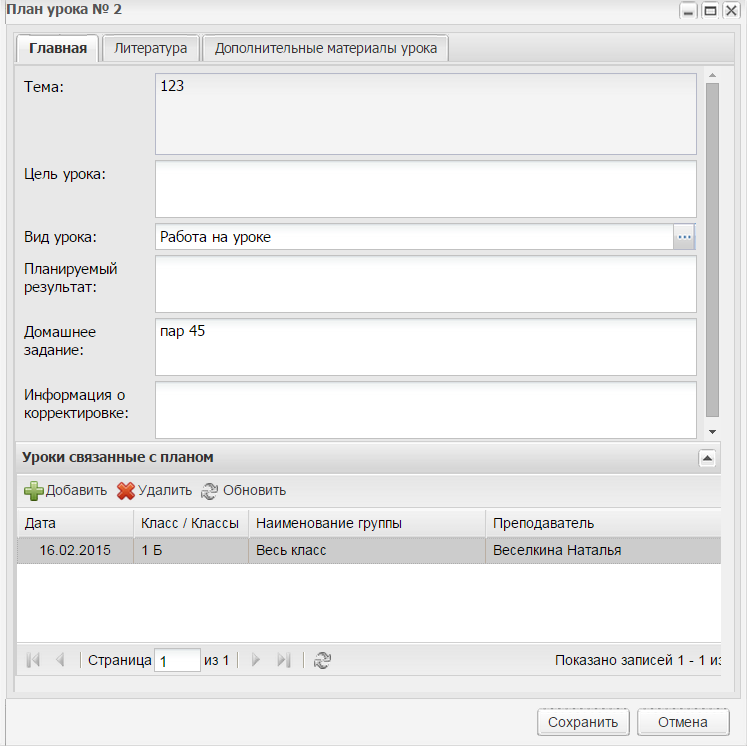 План урока № 2
Главная Литература Дополнительные материалы урока
Тема: 123
Цель урока:
Вид урока: Работа на уроке ...
Планируемый
результат:
Домашнее
задание: пар 45
Информация о
корректировке:
Уроки связанные с планом
Добавить Удалить Обновить
Дата Класс / Классы Наименование группы Преподаватель
16.02.2015 1 Б Весь класс Веселкина Наталья
Страница 1 из 1 Показано записей 1 - 1 из
Сохранить Отмена